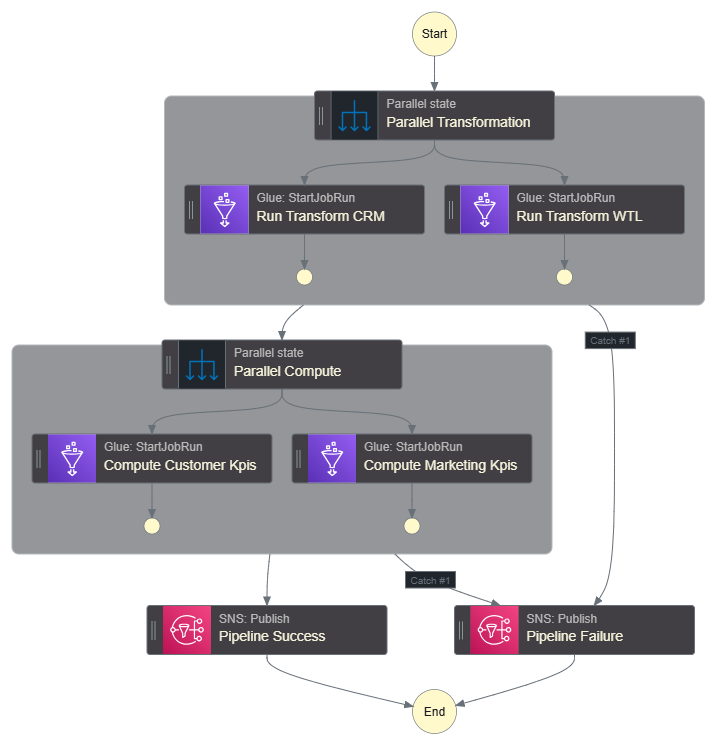 Start
Parallel state
Parallel Transformation
Glue: StartJobRun
Run Transform CRM
Glue: StartJobRun
Run Transform WTL
Catch #1
Parallel state
Parallel Compute
Glue: StartJobRun
Compute Customer Kpis
Glue: StartJobRun
Compute Marketing Kpis
Catch #1
SNS: Publish
Pipeline Success
SNS: Publish
Pipeline Failure
End